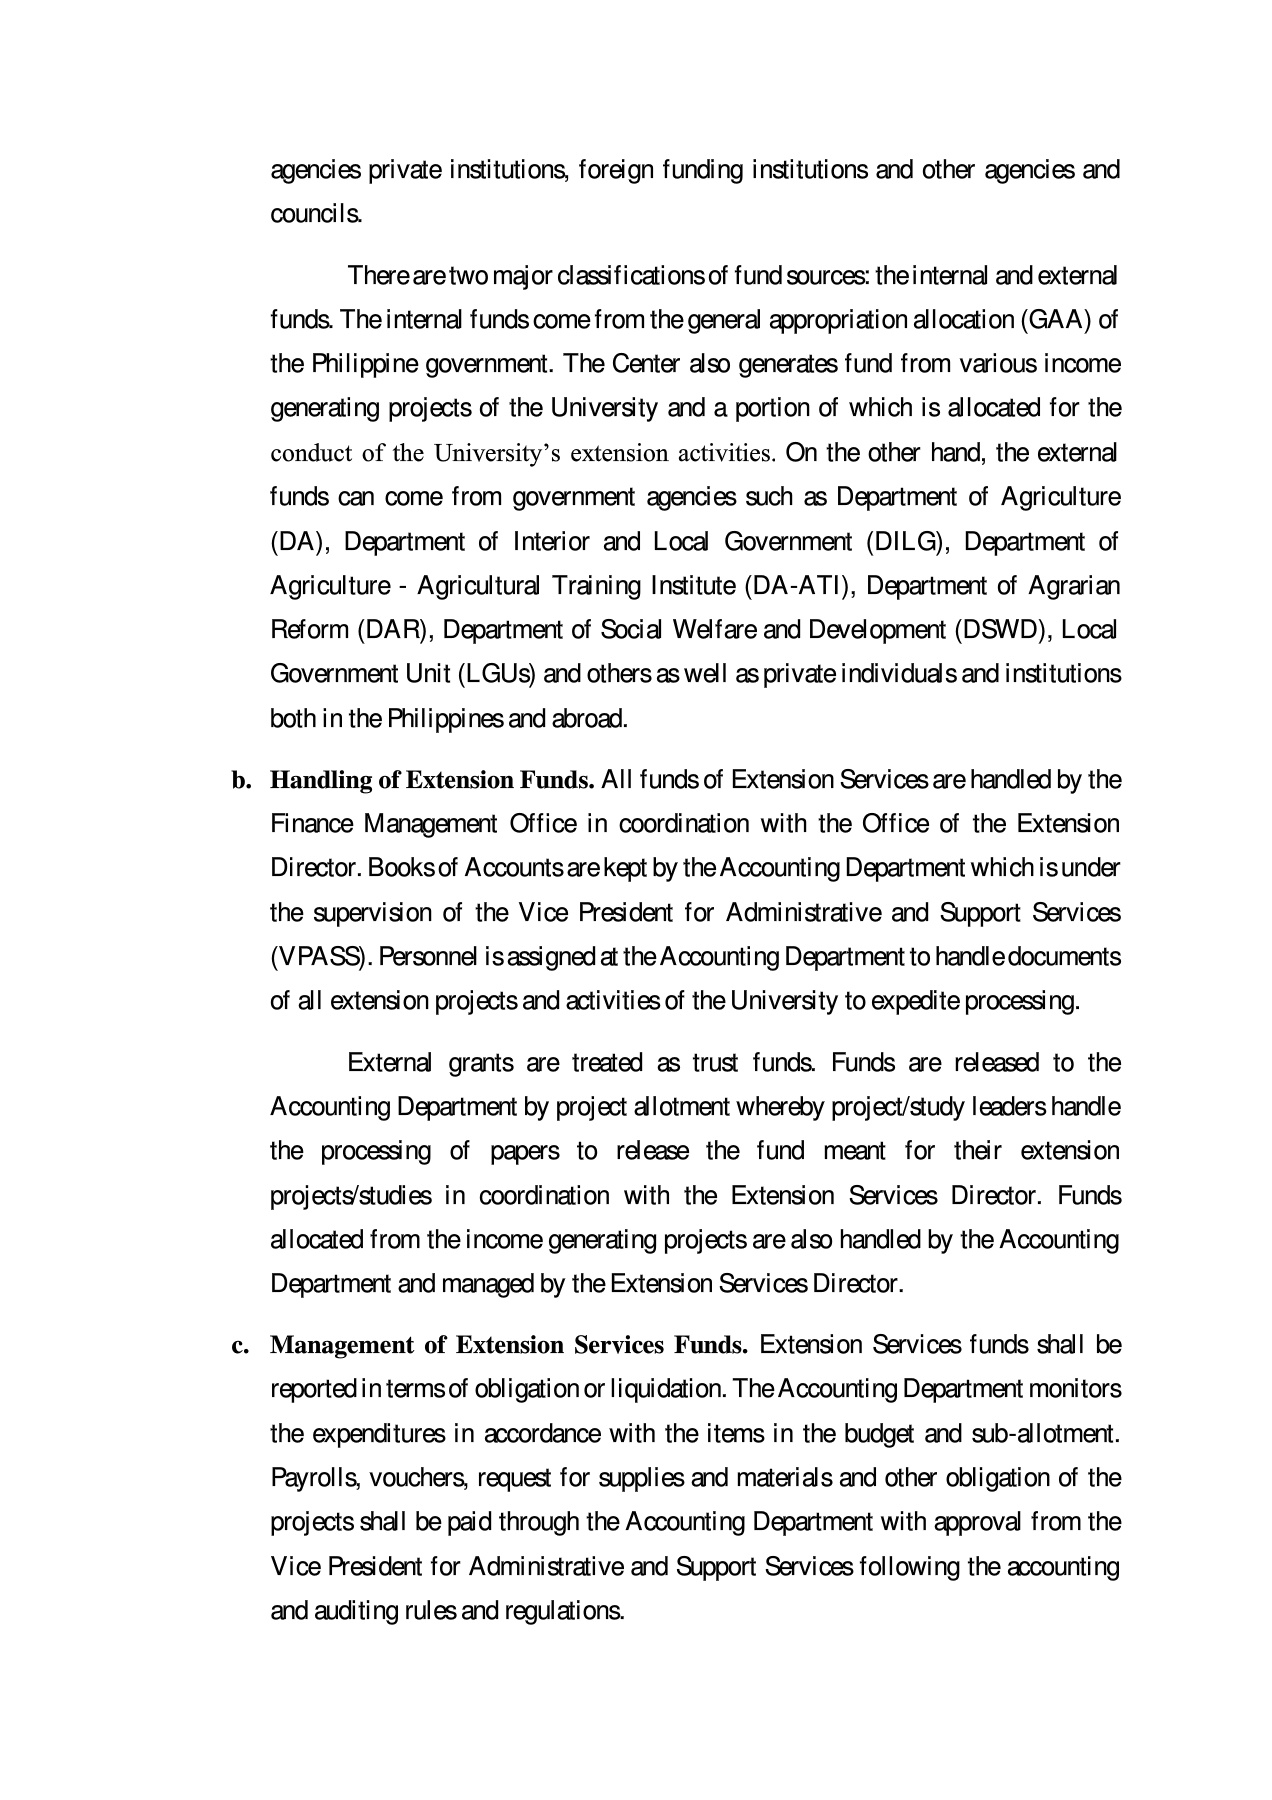 agencies private institutions, foreign funding institutions and other agencies and
councils.
There are two major classifications of fund sources: the internal and external
funds. The internal funds come from the general appropriation allocation (GAA) of
the Philippine government. The Center also generates fund from various income
generating projects of the University and a portion of which is allocated for the
conduct of the University’s extension activities. On the other hand, the external
funds can come from government agencies such as Department of Agriculture
(DA), Department of Interior and Local Government (DILG), Department of
Agriculture - Agricultural Training Institute (DA-ATI), Department of Agrarian
Reform (DAR), Department of Social Welfare and Development (DSWD), Local
Government Unit (LGUs) and others as well as private individuals and institutions
both in the Philippines and abroad.
b. Handling of Extension Funds. All funds of Extension Services are handled by the
Finance Management Office in coordination with the Office of the Extension
Director. Books of Accounts are kept by the Accounting Department which is under
the supervision of the Vice President for Administrative and Support Services
(VPASS). Personnel is assigned at the Accounting Department to handle documents
of all extension projects and activities of the University to expedite processing.
External grants are treated as trust funds. Funds are released to the
Accounting Department by project allotment whereby project/study leaders handle
the processing of papers to release the fund meant for their extension
projects/studies in coordination with the Extension Services Director. Funds
allocated from the income generating projects are also handled by the Accounting
Department and managed by the Extension Services Director.
c. Management of Extension Services Funds. Extension Services funds shall be
reported in terms of obligation or liquidation. The Accounting Department monitors
the expenditures in accordance with the items in the budget and sub-allotment.
Payrolls, vouchers, request for supplies and materials and other obligation of the
projects shall be paid through the Accounting Department with approval from the
Vice President for Administrative and Support Services following the accounting
and auditing rules and regulations.